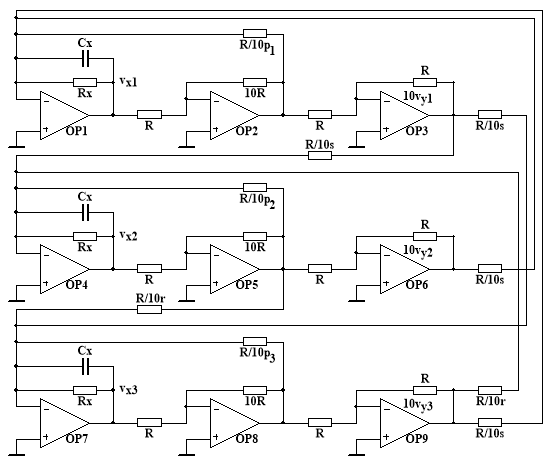 R/10p1
Cx
Rx vx1 10R R 10vy1
OP1 R OP2 R OP3 R/10s
R/10s
R/10p2
Cx
Rx vx2 10R R 10vy2
OP4 R OP5 R OP6 R/10s
R/10r
R/10p3
Cx
Rx vx3 10R R 10vy3 R/10r
OP7 R OP8 R OP9 R/10s